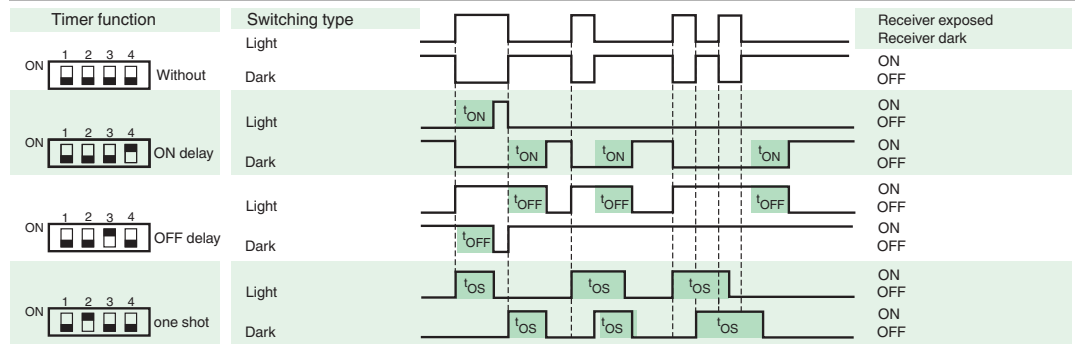 Timer function
Switching type
Receiver exposed
Light
Receiver dark
1 2 3 4
ON
Without
Dark
ON
OFF
tON
ON
Light
OFF
1 2 3 4
ON
ON delay
Dark
tON tON tON
ON
OFF
Light
tOFF tOFF tOFF
ON
OFF
1 2 3 4
ON
OFF delay
Dark
tOFF
ON
OFF
Light
tOS tOS tOS
ON
OFF
1 2 3 4
ON
one shot
Dark
tOS tOS tOS
ON
OFF